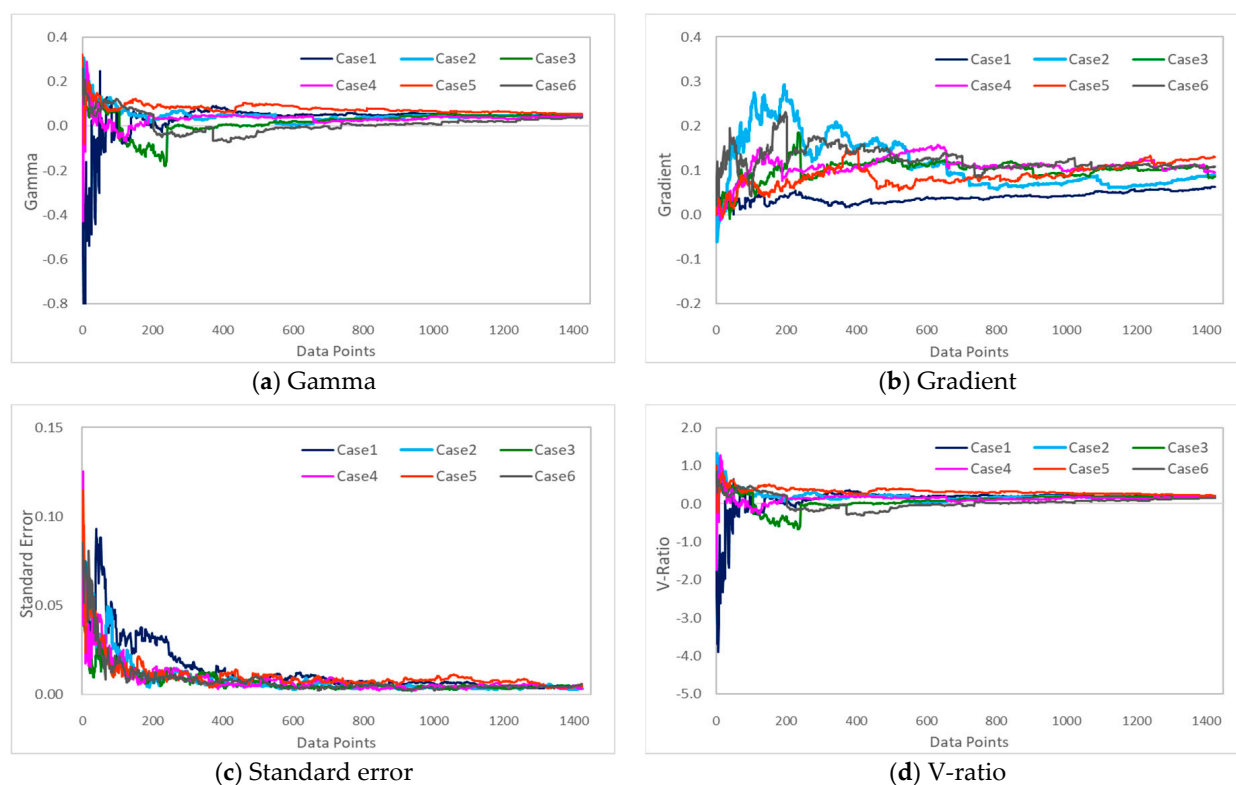 0.4
0.2
0.0
-0.2
-0.4
-0.6
-0.8
Gamma
Case1 Case2 Case3
Case4 Case5 Case6
0 200 400 600 800 1000 1200 1400
Data Points
(a) Gamma
0.4
0.3
0.2
0.1
0.0
-0.1
-0.2
Gradient
Case1 Case2 Case3
Case4 Case5 Case6
0 200 400 600 800 1000 1200 1400
Data Points
(b) Gradient
0.15
0.10
0.05
0.00
Standard Error
Case1 Case2 Case3
Case4 Case5 Case6
0 200 400 600 800 1000 1200 1400
Data Points
(c) Standard error
2.0
1.0
0.0
-1.0
-2.0
-3.0
-4.0
-5.0
V-Ratio
Case1 Case2 Case3
Case4 Case5 Case6
0 200 400 600 800 1000 1200 1400
Data Points
(d) V-ratio